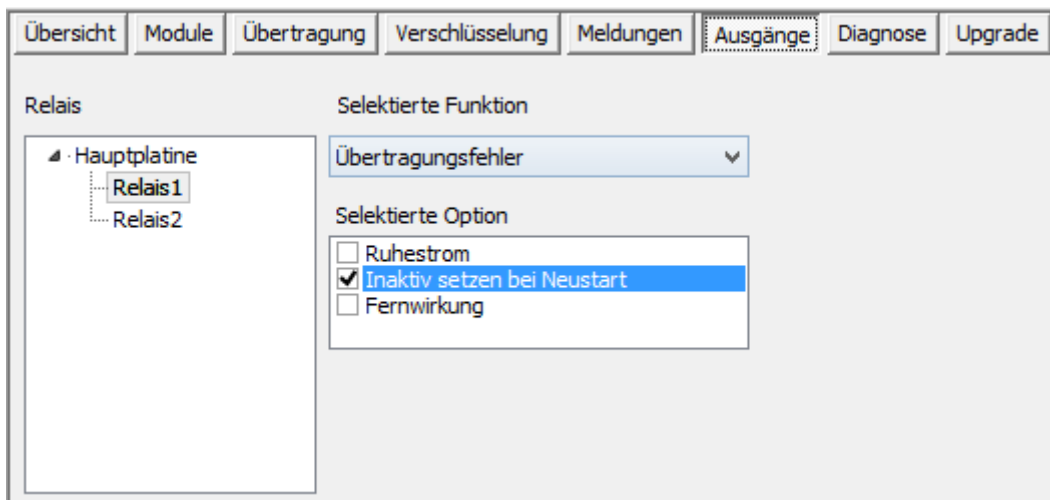 Übersicht Module Übertragung Verschlüsselung Meldungen Ausgänge Diagnose Upgrade
Relais
Hauptplatine
Relais1
Relais2
Selektierte Funktion
Übertragungsfehler
Selektierte Option
Ruhestrom
Inaktiv setzen bei Neustart
Fernwirkung